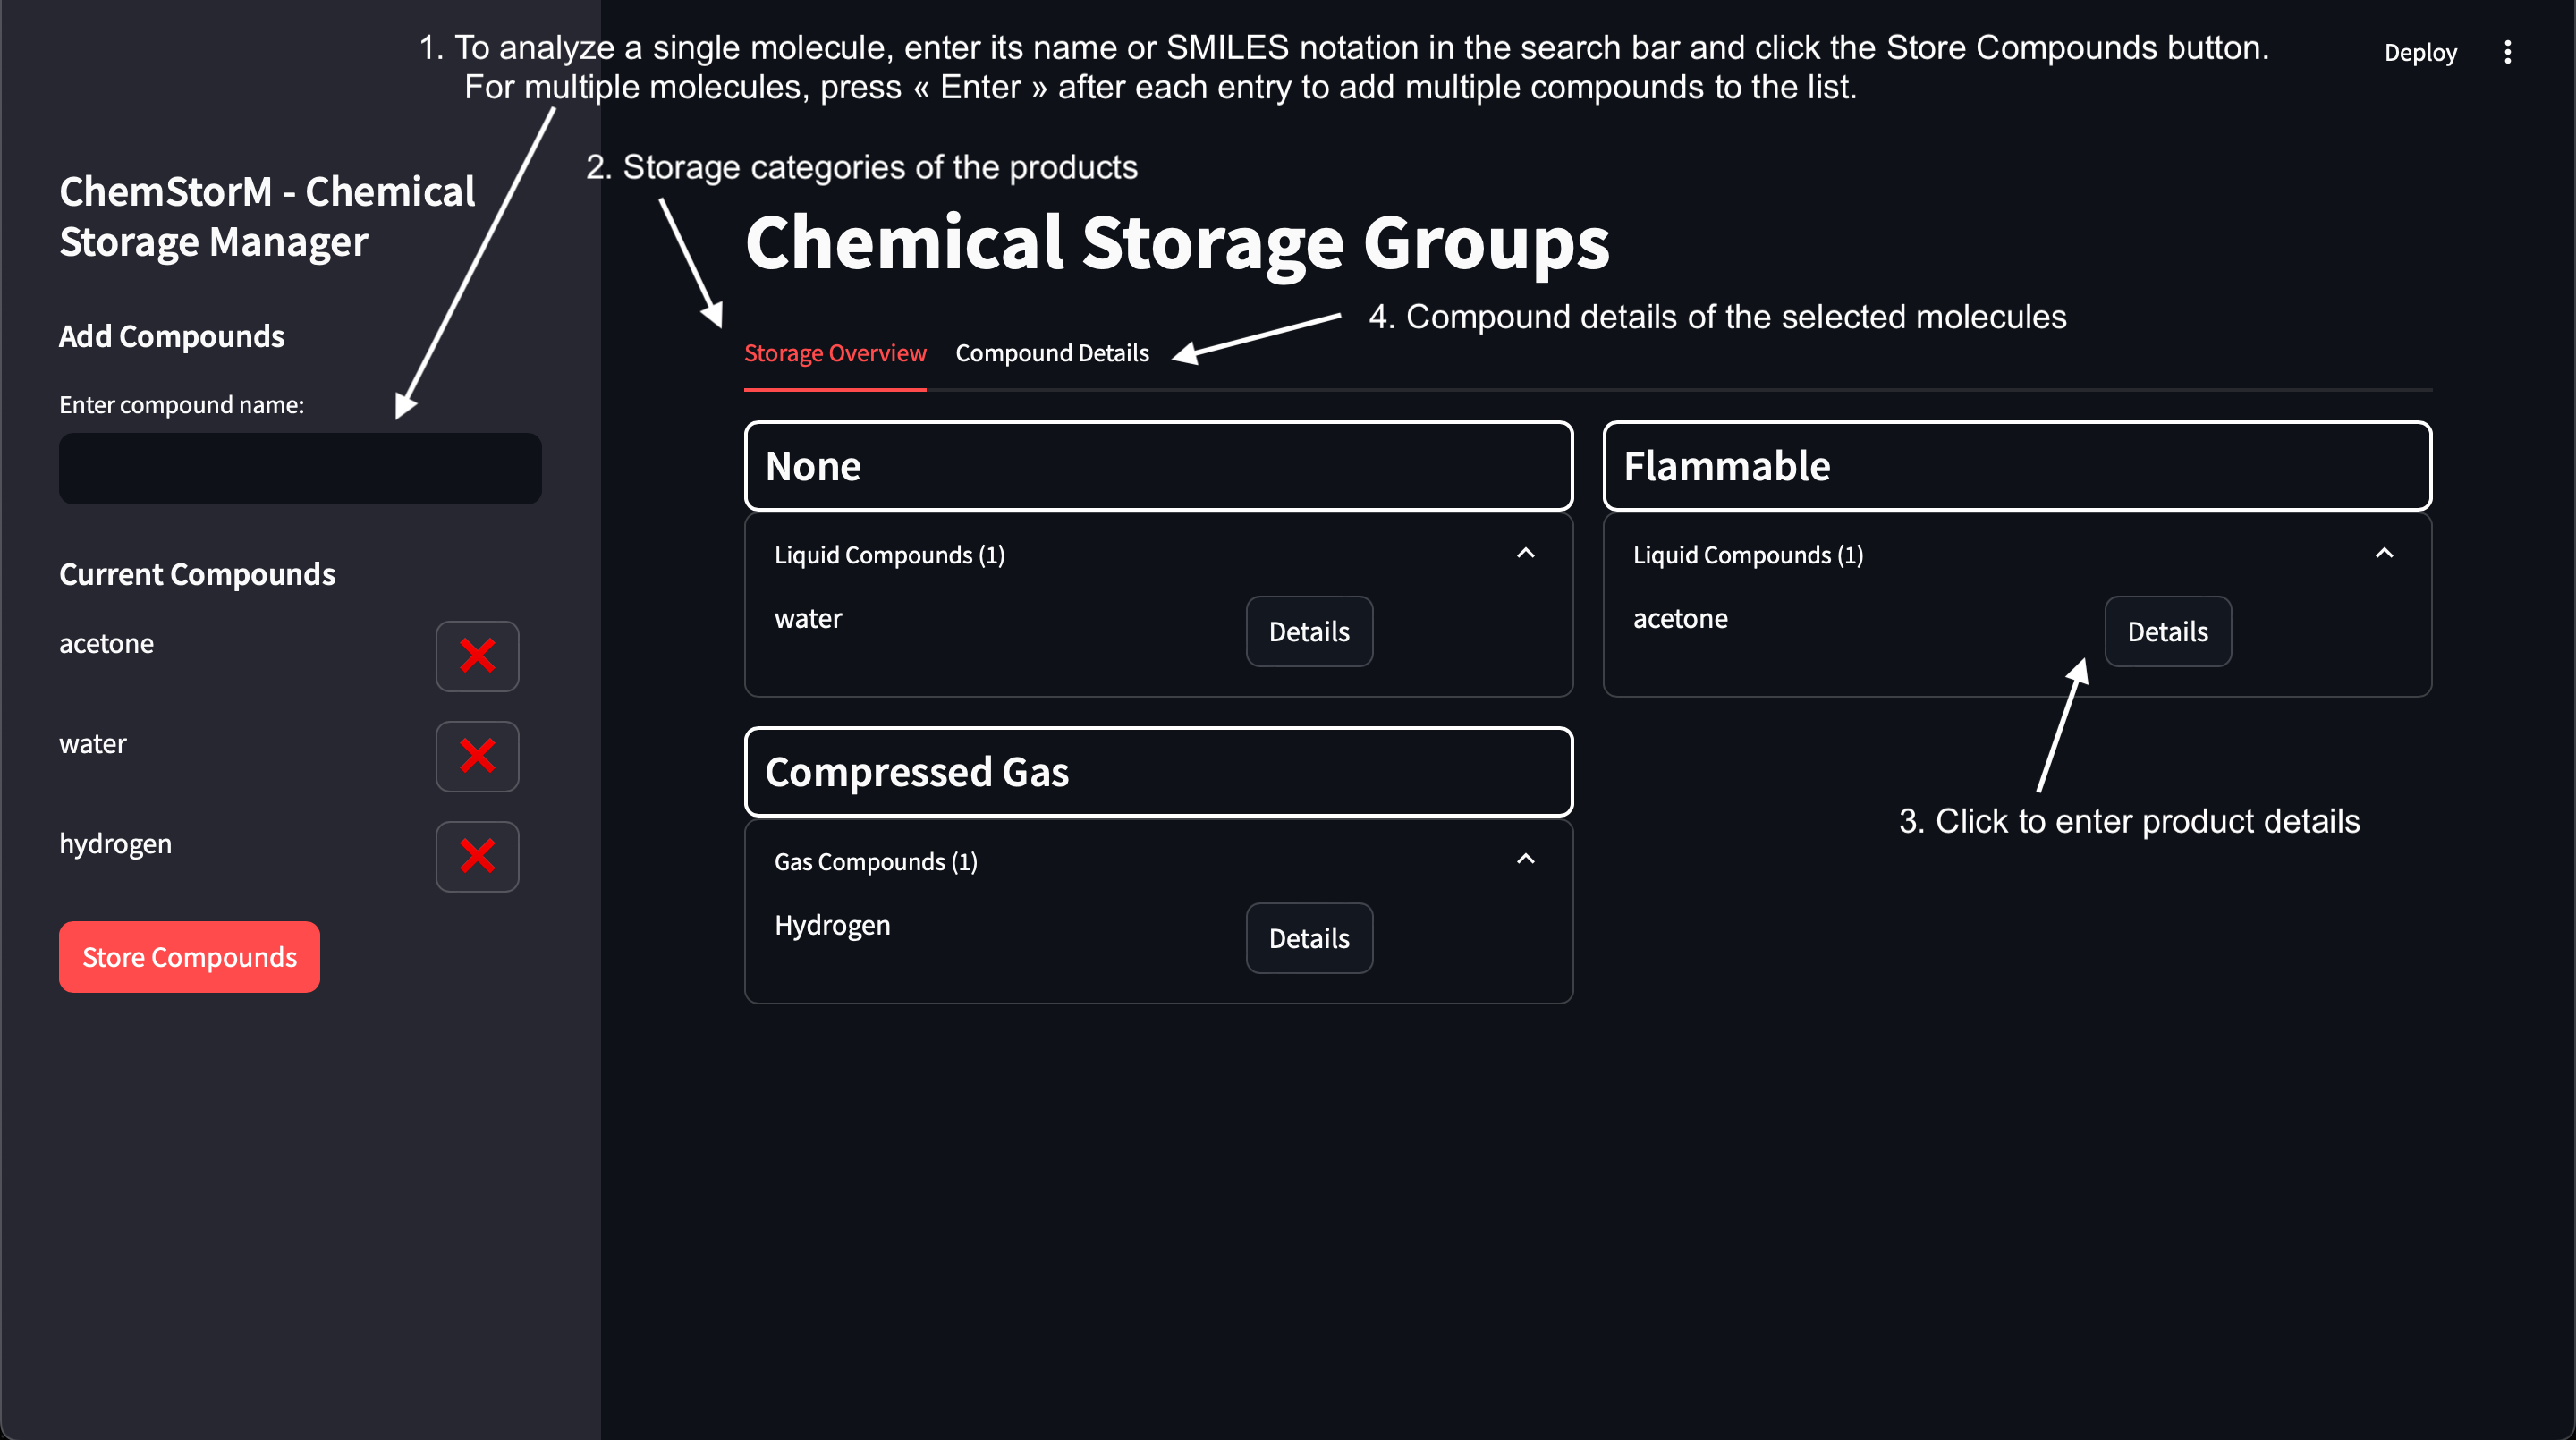 1. To analyze a single molecule, enter its name or SMILES notation in the search bar and click the Store Compounds button.
For multiple molecules, press « Enter » after each entry to add multiple compounds to the list.
Deploy
2. Storage categories of the products
ChemStorM - Chemical
Storage Manager
Add Compounds
Enter compound name:
Current Compounds
acetone
water
hydrogen
Store Compounds
Chemical Storage Groups
4. Compound details of the selected molecules
Storage Overview Compound Details
None
Liquid Compounds (1)
water Details
Flammable
Liquid Compounds (1)
acetone Details
Compressed Gas
Gas Compounds (1)
Hydrogen Details
3. Click to enter product details